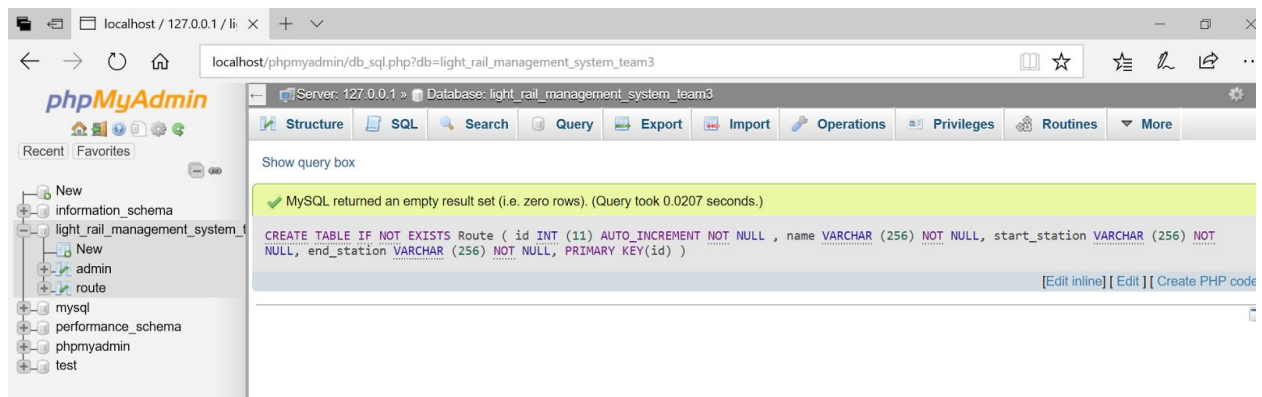 localhost / 127.0.0.1 / li
localhost/phpmyadmin/db_sql.php?db=light_rail_management_system_team3
phpMyAdmin
Recent Favorites
New
information_schema
light_rail_management_system_t
New
admin
route
mysql
performance_schema
phpmyadmin
test
Server: 127.0.0.1 » Database: light_rail_management_system_team3
Structure SQL Search Query Export Import Operations Privileges Routines More
Show query box
MySQL returned an empty result set (i.e. zero rows). (Query took 0.0207 seconds.)
CREATE TABLE IF NOT EXISTS Route ( id INT (11) AUTO_INCREMENT NOT NULL , name VARCHAR (256) NOT NULL, start_station VARCHAR (256) NOT
NULL, end_station VARCHAR (256) NOT NULL, PRIMARY KEY(id) )
[Edit inline] [ Edit ] [ Create PHP code